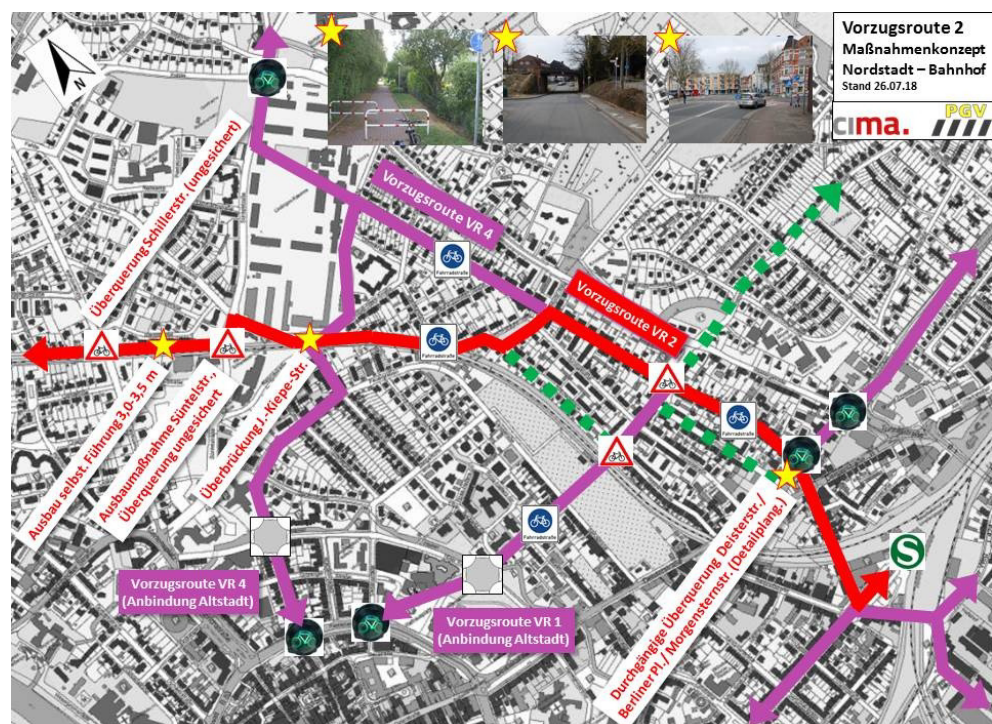 Vorzugsroute 2
Maßnahmenkonzept
Nordstadt – Bahnhof
Stand 26.07.18
cima.
PGV
Überquerung Schillerstr. (ungesichert)
Vorzugsroute VR 4
Fahrradstraße
Vorzugsroute VR 2
Fahrradstraße
Fahrradstraße
Ausbau selbst. Führung 3,0-3,5 m
Ausbaumaßnahme Süntelstr.,
Überquerung ungesichert
Überbrückung J.-Kiepe-Str.
Fahrradstraße
Durchgängige Überquerung Deisterstr./
Berliner Pl./ Morgensternstr. (Detailplang.)
S
Vorzugsroute VR 4
(Anbindung Altstadt)
Vorzugsroute VR 1
(Anbindung Altstadt)
N